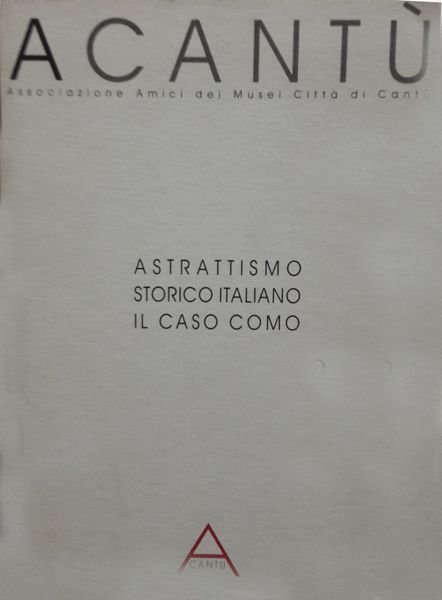 ACANTÙ
Associazione Amici dei Musei Città di Cantù
ASTRATTISMO
STORICO ITALIANO
IL CASO COMO
A
CANTÙ